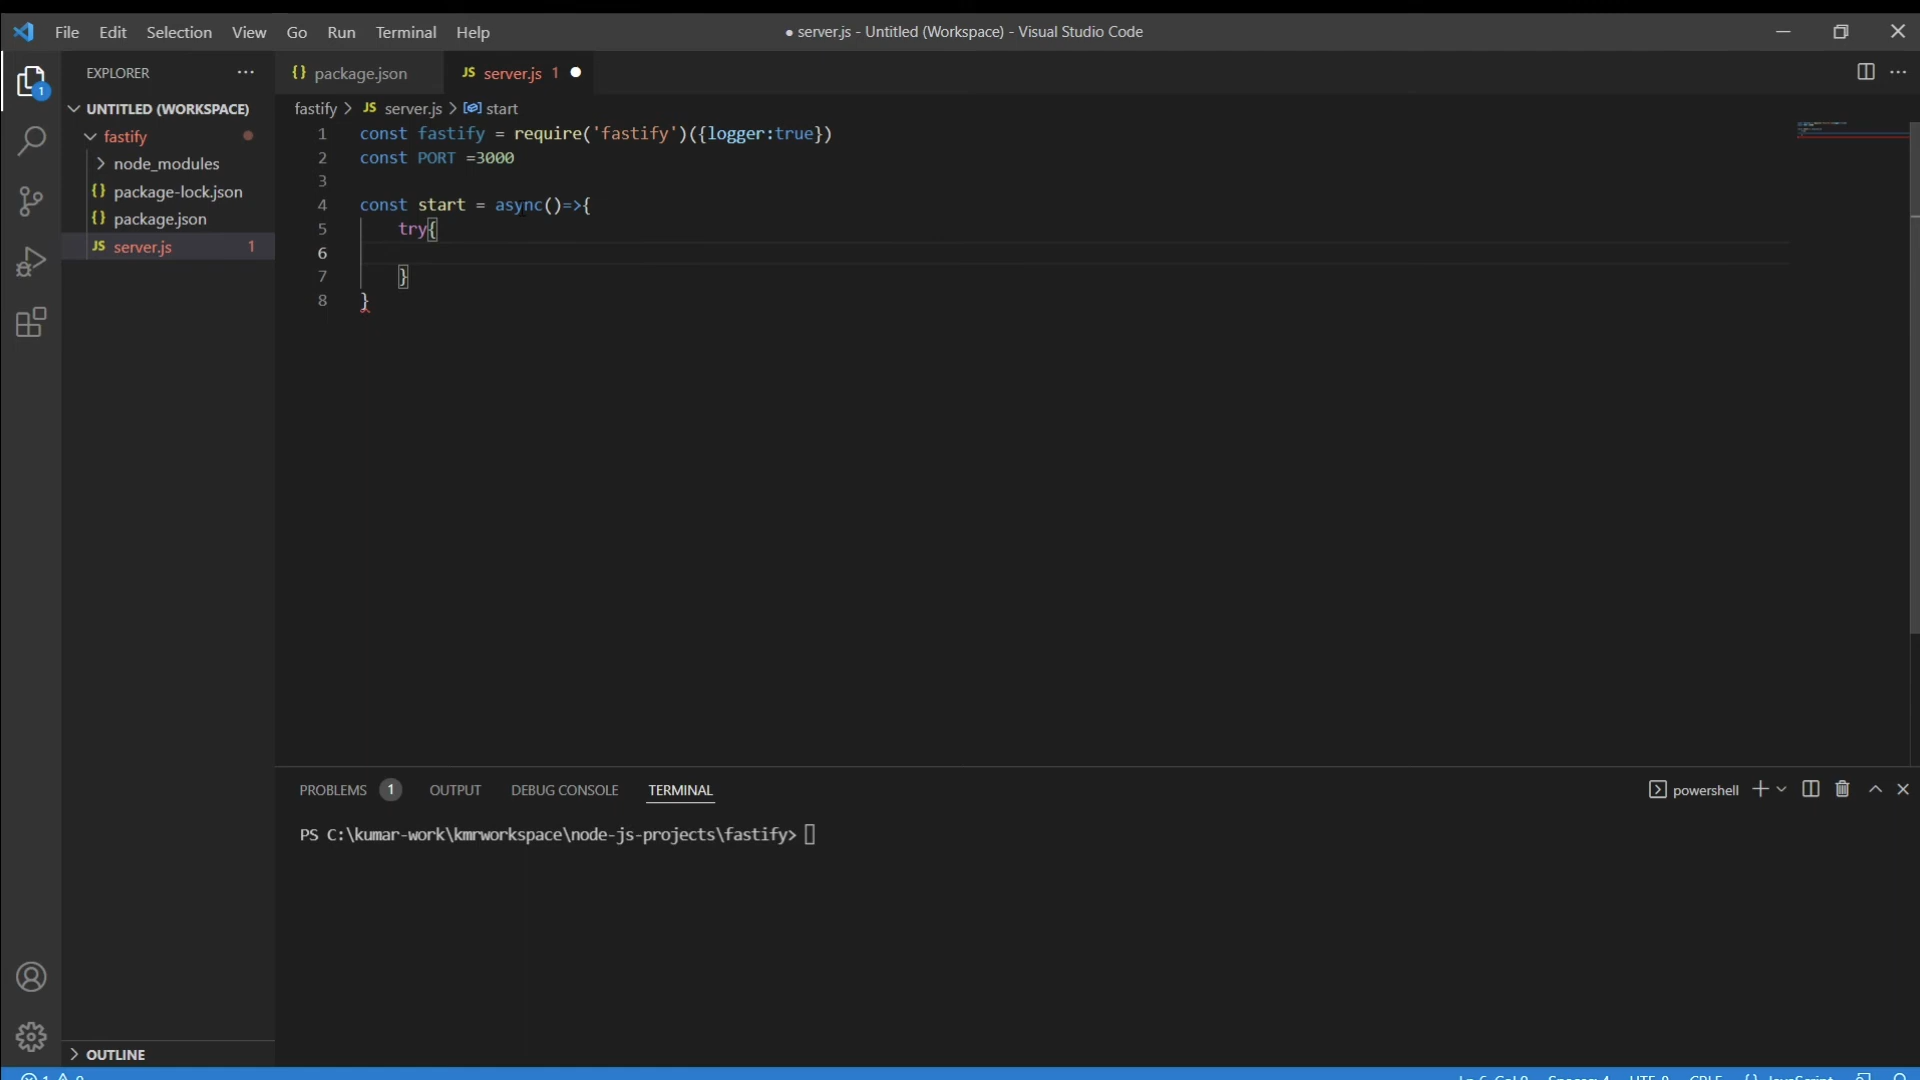 File Edit Selection View Go Run Terminal Help
● server.js - Untitled (Workspace) - Visual Studio Code
EXPLORER
package.json
JS server.js 1
UNTITLED (WORKSPACE)
fastify > JS server.js > start
fastify
node_modules
package-lock.json
package.json
JS server.js 1
1 const fastify = require('fastify')({logger:true})
2 const PORT =3000
3
4 const start = async()=>{
5 try{
6
7 }
8 }
PROBLEMS 1 OUTPUT DEBUG CONSOLE TERMINAL
powershell
PS C:\kumar-work\kmrworkspace\node-js-projects\fastify>
OUTLINE